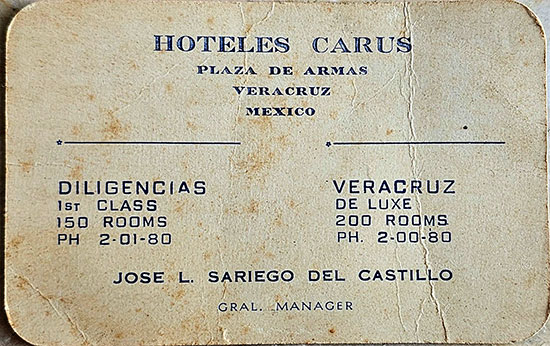 HOTELES CARUS
PLAZA DE ARMAS
VERACRUZ
MEXICO
DILIGENCIAS
1ST CLASS
150 ROOMS
PH 2-01-80
VERACRUZ
DE LUXE
200 ROOMS
PH. 2-00-80
JOSE L. SARIEGO DEL CASTILLO
GRAL. MANAGER